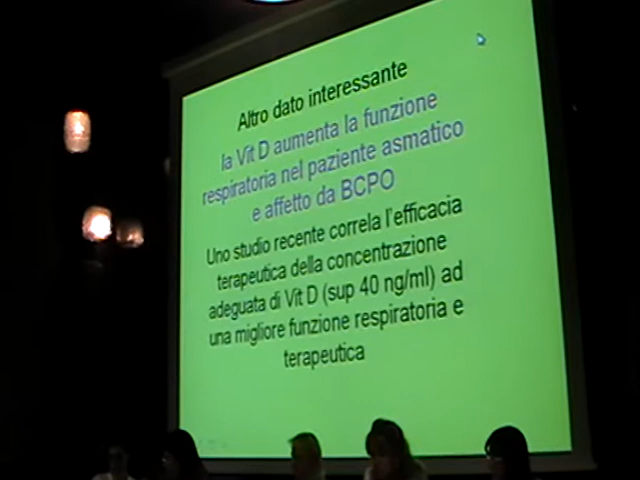 Altro dato interessante
la Vit D aumenta la funzione
respiratoria nel paziente asmatico
e affetto da BCPO
Uno studio recente correla l'efficacia
terapeutica della concentrazione
adeguata di Vit D (sup 40 ng/ml) ad
una migliore funzione respiratoria e
terapeutica